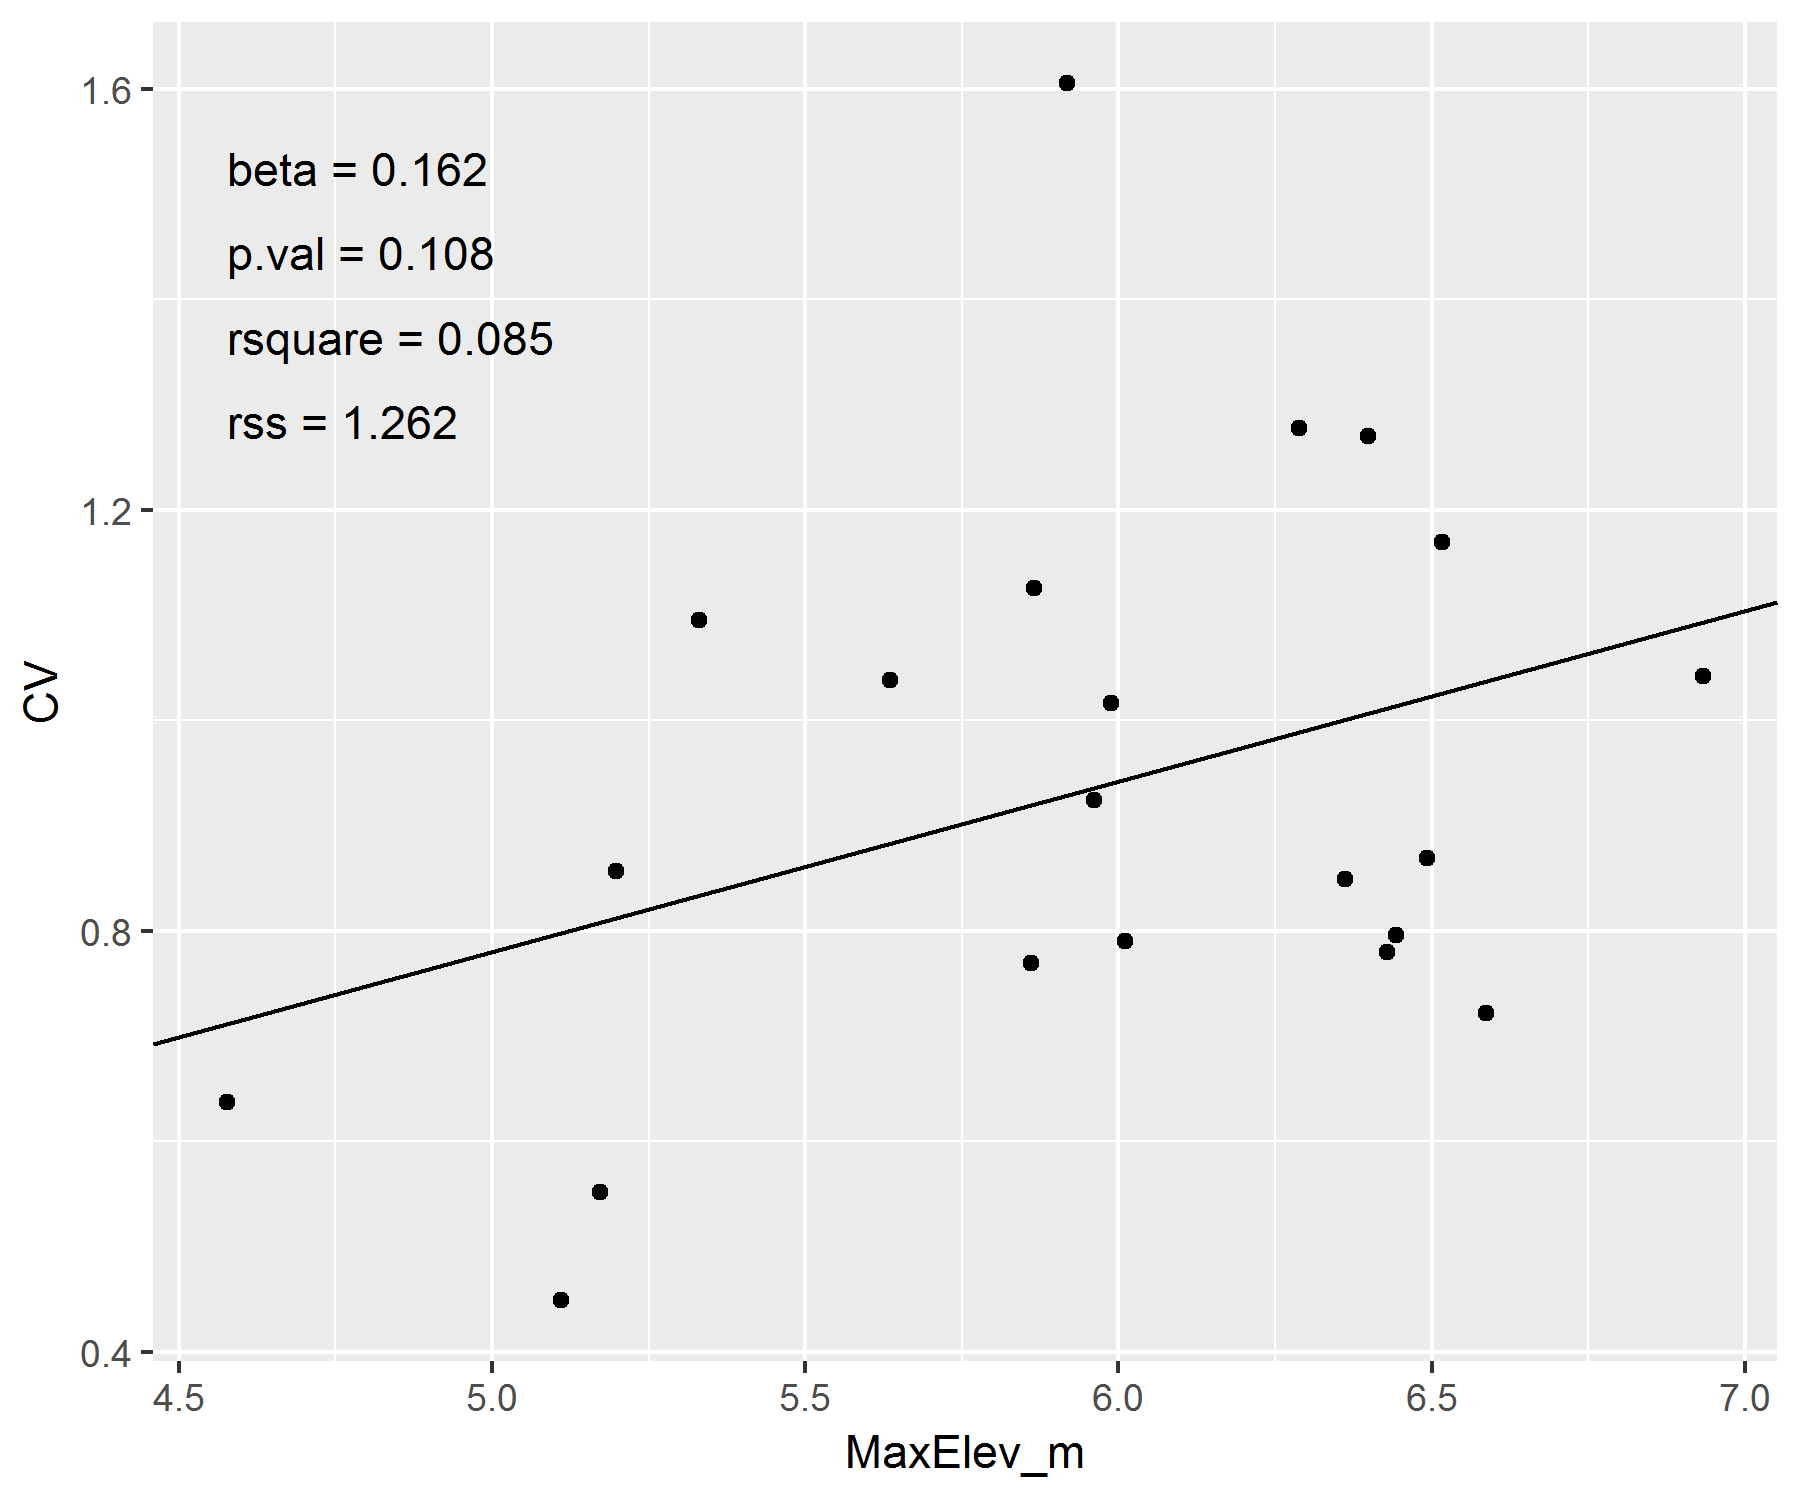 1.6
beta = 0.162
p.val = 0.108
rsquare = 0.085
rss = 1.262
1.2
CV
0.8
0.4
4.5 5.0 5.5 6.0 6.5 7.0
MaxElev_m